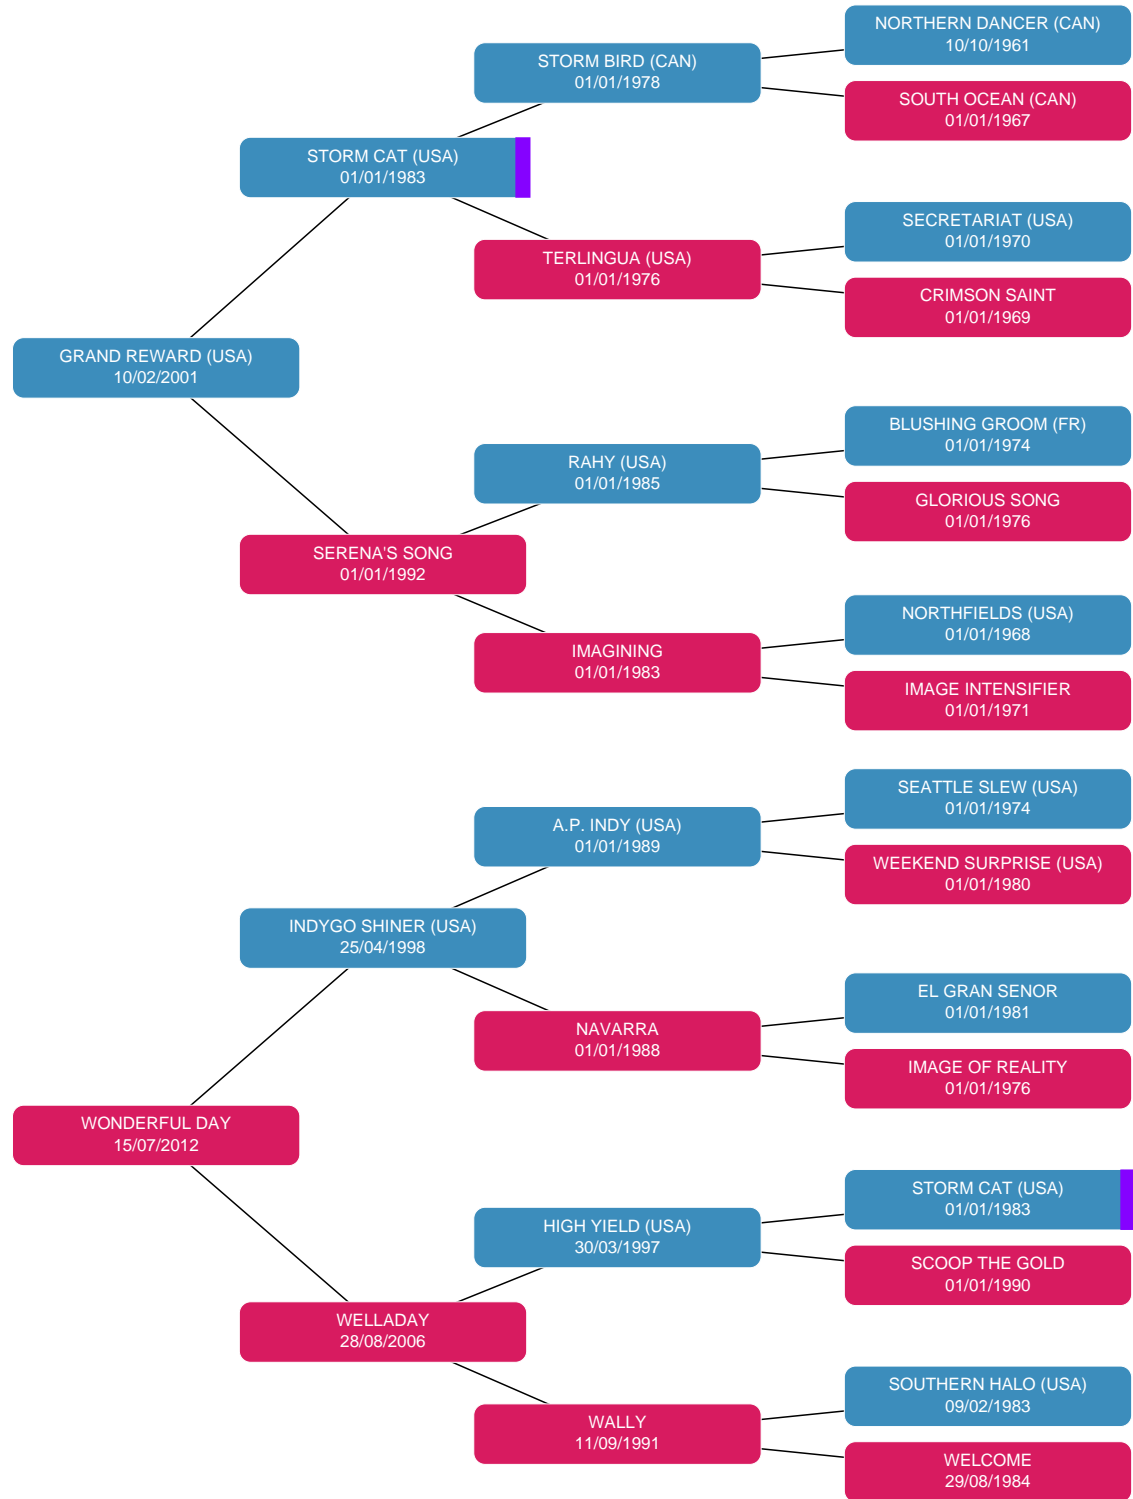 NORTHERN DANCER (CAN)
10/10/1961
STORM BIRD (CAN)
01/01/1978
SOUTH OCEAN (CAN)
01/01/1967
STORM CAT (USA)
01/01/1983
SECRETARIAT (USA)
01/01/1970
TERLINGUA (USA)
01/01/1976
CRIMSON SAINT
01/01/1969
GRAND REWARD (USA)
10/02/2001
BLUSHING GROOM (FR)
01/01/1974
RAHY (USA)
01/01/1985
GLORIOUS SONG
01/01/1976
SERENA'S SONG
01/01/1992
NORTHFIELDS (USA)
01/01/1968
IMAGINING
01/01/1983
IMAGE INTENSIFIER
01/01/1971
SEATTLE SLEW (USA)
01/01/1974
A.P. INDY (USA)
01/01/1989
WEEKEND SURPRISE (USA)
01/01/1980
INDYGO SHINER (USA)
25/04/1998
EL GRAN SENOR
01/01/1981
NAVARRA
01/01/1988
IMAGE OF REALITY
01/01/1976
WONDERFUL DAY
15/07/2012
STORM CAT (USA)
01/01/1983
HIGH YIELD (USA)
30/03/1997
SCOOP THE GOLD
01/01/1990
WELLADAY
28/08/2006
SOUTHERN HALO (USA)
09/02/1983
WALLY
11/09/1991
WELCOME
29/08/1984